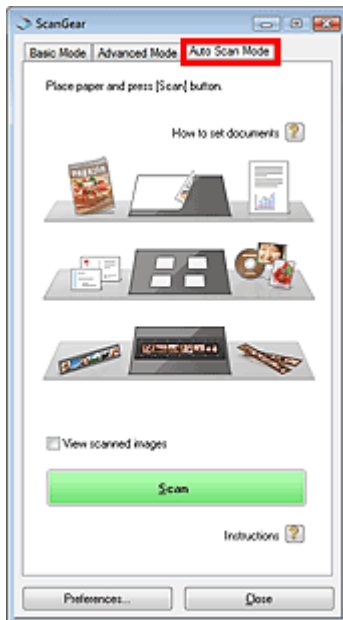 ScanGear
Basic Mode Advanced Mode Auto Scan Mode
Place paper and press [Scan] button.
How to set documents
View scanned images
Scan
Instructions
Preferences... Close